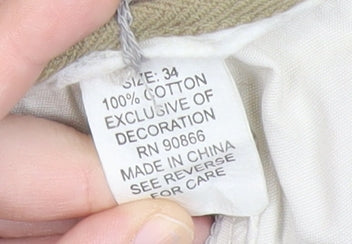 SIZE: 34
100% COTTON
EXCLUSIVE OF
DECORATION
RN 90866
MADE IN CHINA
SEE REVERSE
FOR CARE